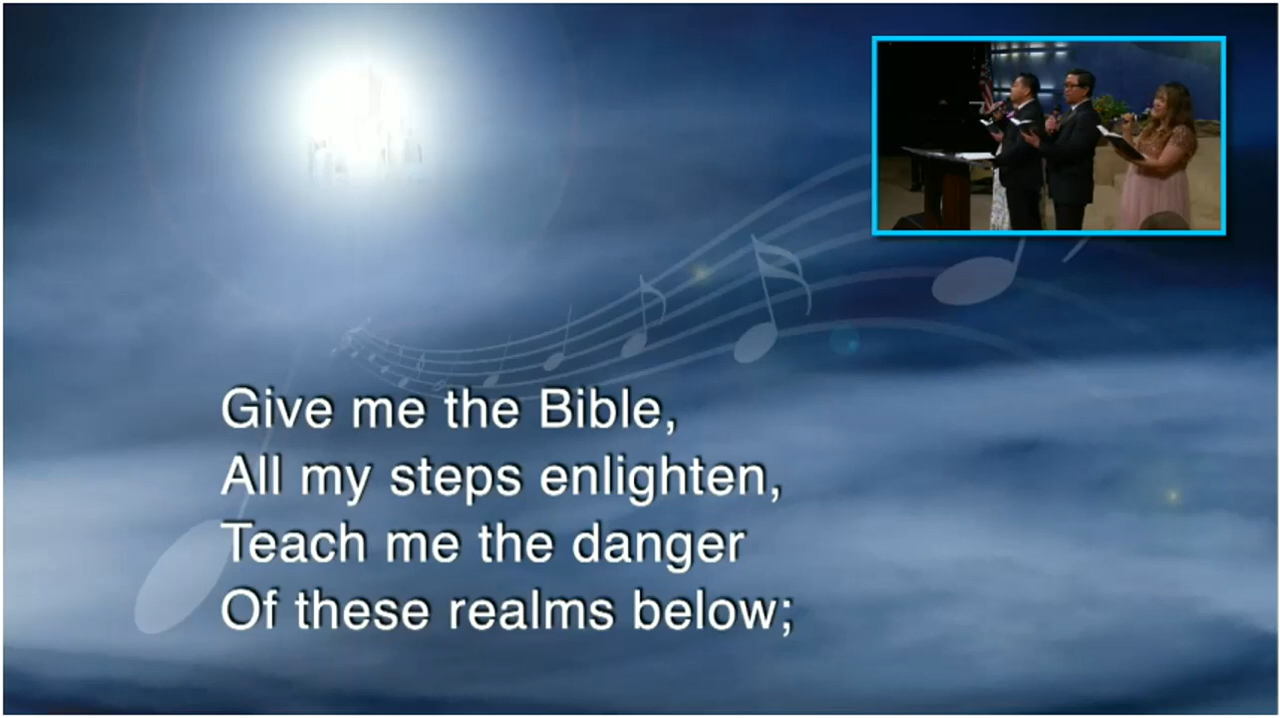 Give me the Bible,
All my steps enlighten,
Teach me the danger
Of these realms below;